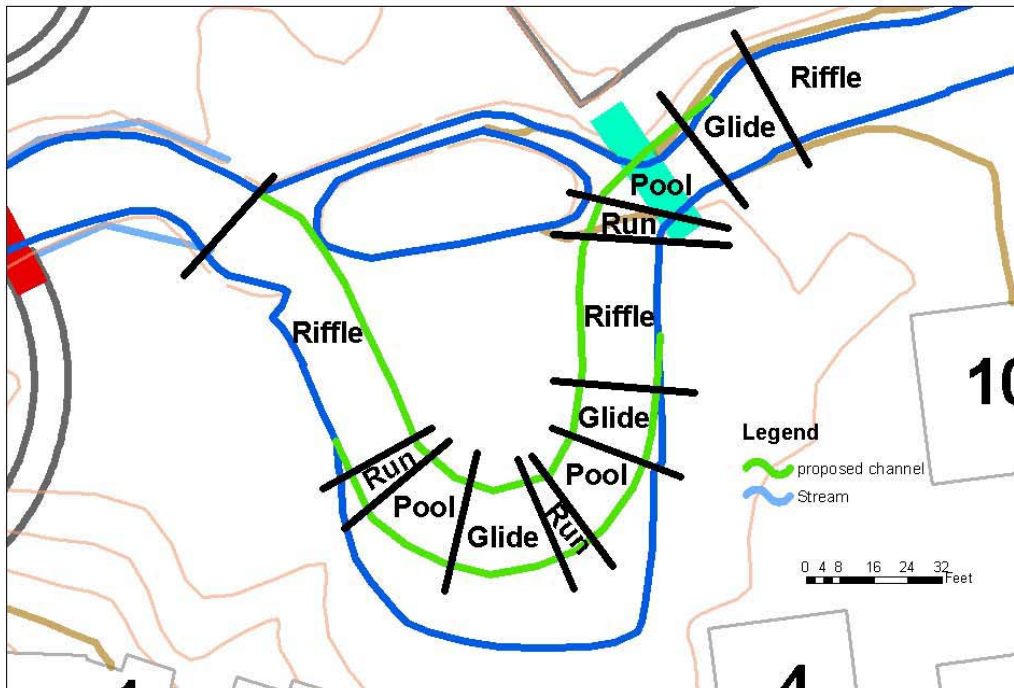 Riffle
Glide
Pool
Run
Riffle
Riffle
Glide
Run
Pool
Glide
Run
Pool
10
4
Legend
proposed channel
Stream
0 4 8 16 24 32
Feet